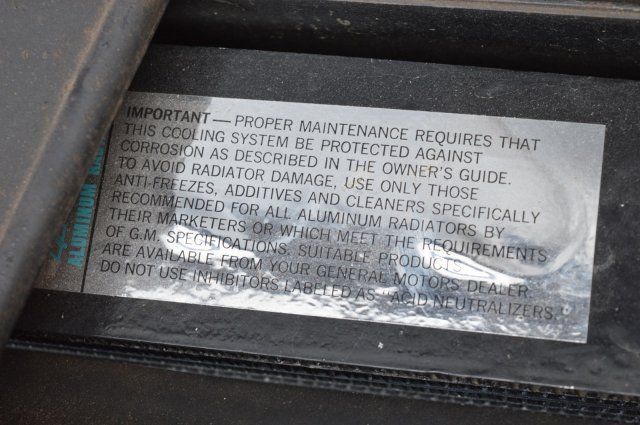 IMPORTANT — PROPER MAINTENANCE REQUIRES THAT
THIS COOLING SYSTEM BE PROTECTED AGAINST
CORROSION AS DESCRIBED IN THE OWNER'S GUIDE.
TO AVOID RADIATOR DAMAGE, USE ONLY THOSE
ANTI-FREEZES, ADDITIVES AND CLEANERS SPECIFICALLY
RECOMMENDED FOR ALL ALUMINUM RADIATORS BY
THEIR MARKETERS OR WHICH MEET THE REQUIREMENTS
OF G.M. SPECIFICATIONS. SUITABLE PRODUCTS
ARE AVAILABLE FROM YOUR GENERAL MOTORS DEALER.
DO NOT USE INHIBITORS LABELED AS "ACID NEUTRALIZERS."
ALUMINUM